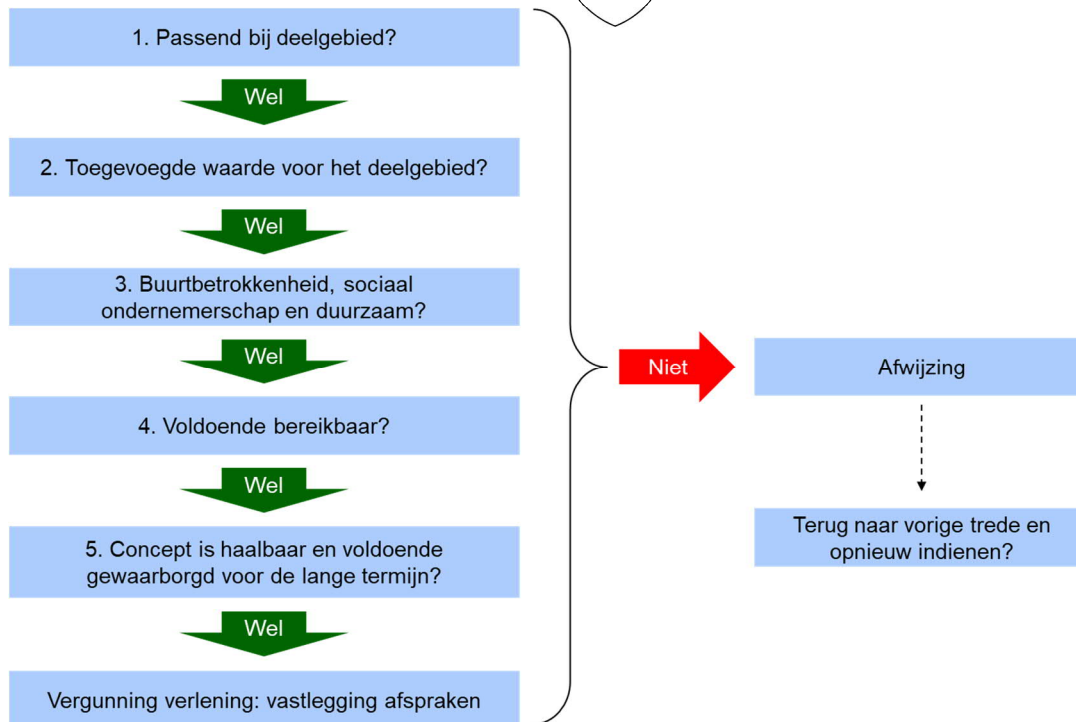 1. Passend bij deelgebied?
Wel
2. Toegevoegde waarde voor het deelgebied?
Wel
3. Buurtbetrokkenheid, sociaal
ondernemerschap en duurzaam?
Wel
4. Voldoende bereikbaar?
Wel
5. Concept is haalbaar en voldoende
gewaarborgd voor de lange termijn?
Wel
Vergunning verlening: vastlegging afspraken
Niet
Afwijzing
Terug naar vorige trede en
opnieuw indienen?